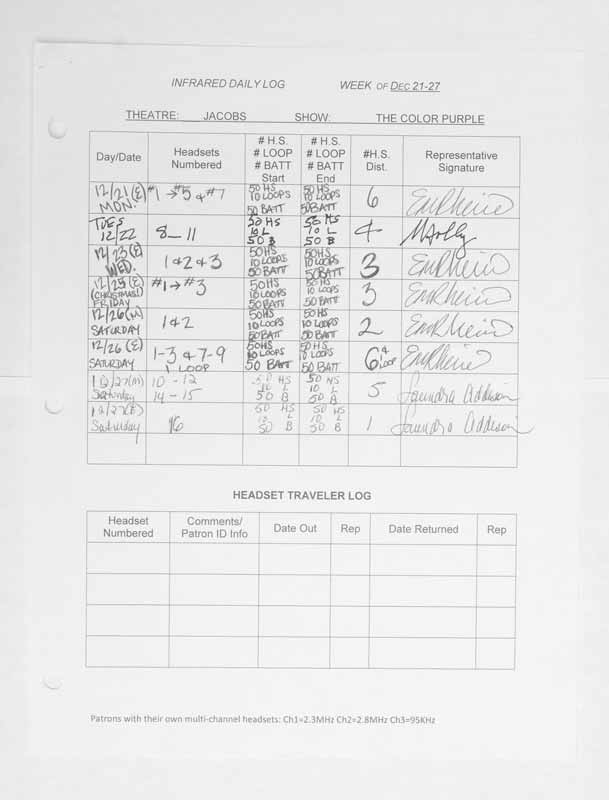 INFRARED DAILY LOG WEEK OF DEC 21-27
THEATRE: JACOBS SHOW: THE COLOR PURPLE
Day/Date Headsets Numbered # H.S. # LOOP # BATT Start # H.S. # LOOP # BATT End #H.S. Dist. Representative Signature
12/21(E) MON. #1→#5 & #7 50 HS 10 LOOPS 50 BATT 50 HS 10 LOOPS 50 BATT 6
TUES 12/22 8-11 50 HS 10 L 50 B 50 HS 10 L 50 B 4
12/23(E) WED. 1 & 2 & 3 50 HS 10 LOOPS 50 BATT 50 HS 10 LOOPS 50 BATT 3
12/25(E) (CHRISTMAS!) FRIDAY #1→#3 50 HS 10 LOOPS 50 BATT 50 HS 10 LOOPS 50 BATT 3
12/26(M) SATURDAY 1 & 2 50 HS 10 LOOPS 50 BATT 50 HS 10 LOOPS 50 BATT 2
12/26(E) SATURDAY 1-3 & 7-9 1 LOOP 50 HS 10 LOOPS 50 BATT 50 HS 10 LOOPS 50 BATT 6 & 1 LOOP
12/27(M) Saturday 10-12 14-15 50 HS 10 L 50 B 50 HS 10 L 50 B 5 Saundra Addison
12/27(E) Saturday 16 50 HS 10 L 50 B 50 HS 10 L 50 B 1 Saundra Addison
HEADSET TRAVELER LOG
Headset Numbered Comments/ Patron ID Info Date Out Rep Date Returned Rep
Patrons with their own multi-channel headsets: Ch1=2.3MHz Ch2=2.8MHz Ch3=95KHz